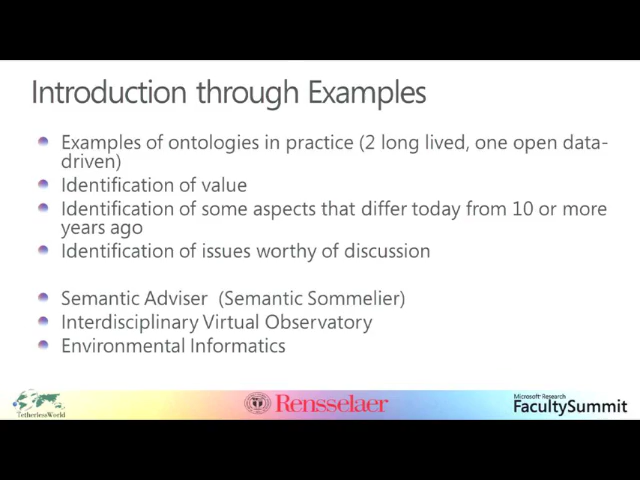 Introduction through Examples
Examples of ontologies in practice (2 long lived, one open data-
driven)
Identification of value
Identification of some aspects that differ today from 10 or more
years ago
Identification of issues worthy of discussion
Semantic Adviser (Semantic Sommelier)
Interdisciplinary Virtual Observatory
Environmental Informatics
TetherlessWorld
Rensselaer
Microsoft Research
FacultySummit